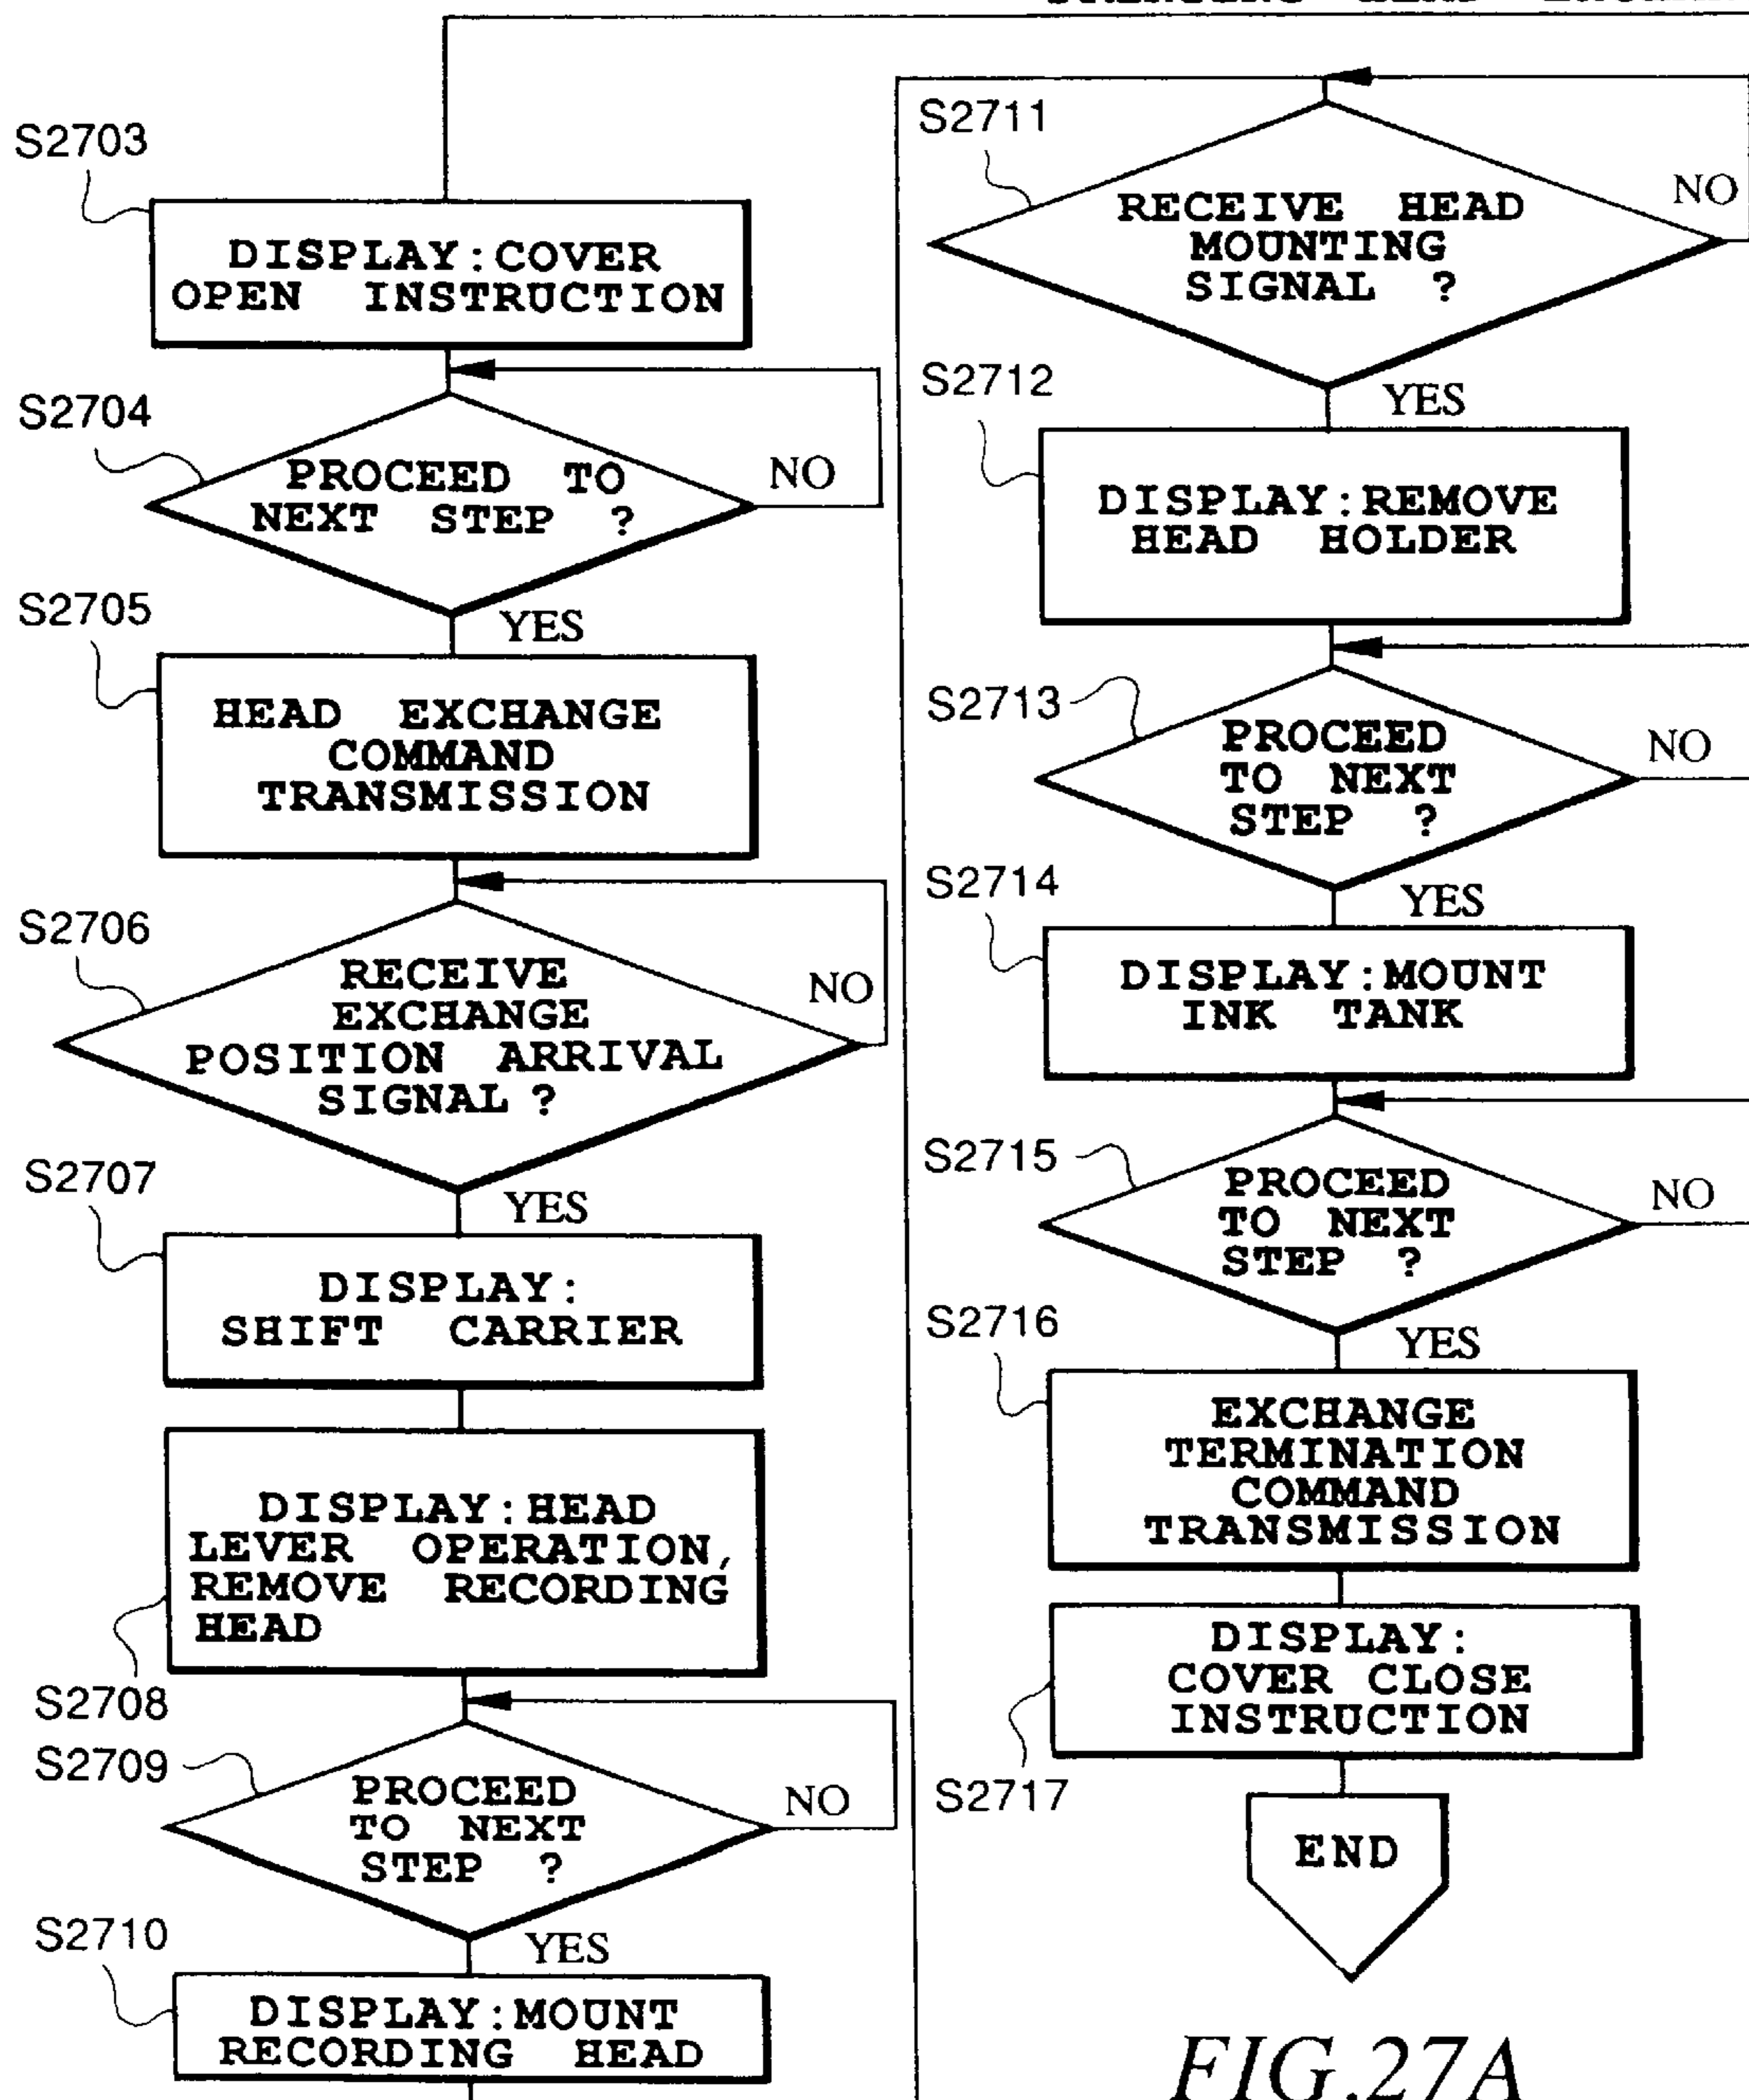 S2703
DISPLAY:COVER
OPEN INSTRUCTION
S2704
PROCEED TO
NEXT STEP ?
NO
YES
S2705
HEAD EXCHANGE
COMMAND
TRANSMISSION
S2706
RECEIVE
EXCHANGE
POSITION ARRIVAL
SIGNAL ?
NO
YES
S2707
DISPLAY:
SHIFT CARRIER
DISPLAY:HEAD
LEVER OPERATION,
REMOVE RECORDING
HEAD
S2708
S2709
PROCEED
TO NEXT
STEP ?
NO
YES
S2710
DISPLAY:MOUNT
RECORDING HEAD
S2711
RECEIVE HEAD
MOUNTING
SIGNAL ?
NO
YES
S2712
DISPLAY:REMOVE
HEAD HOLDER
S2713
PROCEED
TO NEXT
STEP ?
NO
YES
S2714
DISPLAY:MOUNT
INK TANK
S2715
PROCEED
TO NEXT
STEP ?
NO
YES
S2716
EXCHANGE
TERMINATION
COMMAND
TRANSMISSION
DISPLAY:
COVER CLOSE
INSTRUCTION
S2717
END
FIG.27A